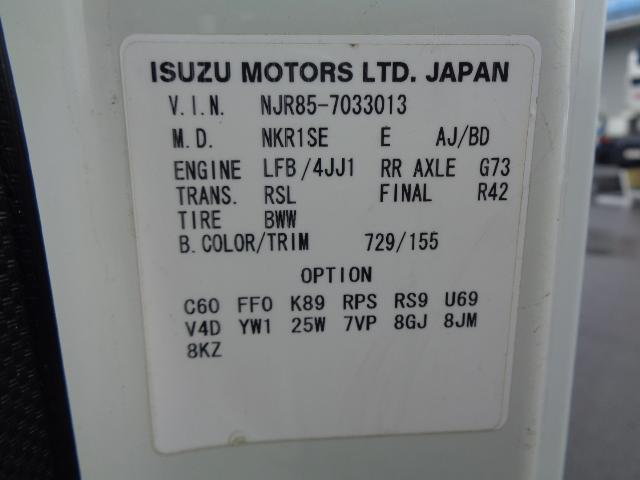 ISUZU MOTORS LTD. JAPAN
V.I.N. NJR85-7033013
M.D. NKR1SE E AJ/BD
ENGINE LFB/4JJ1 RR AXLE G73
TRANS. RSL FINAL R42
TIRE BWW
B.COLOR/TRIM 729/155
OPTION
C60 FF0 K89 RPS RS9 U69
V4D YW1 25W 7VP 8GJ 8JM
8KZ